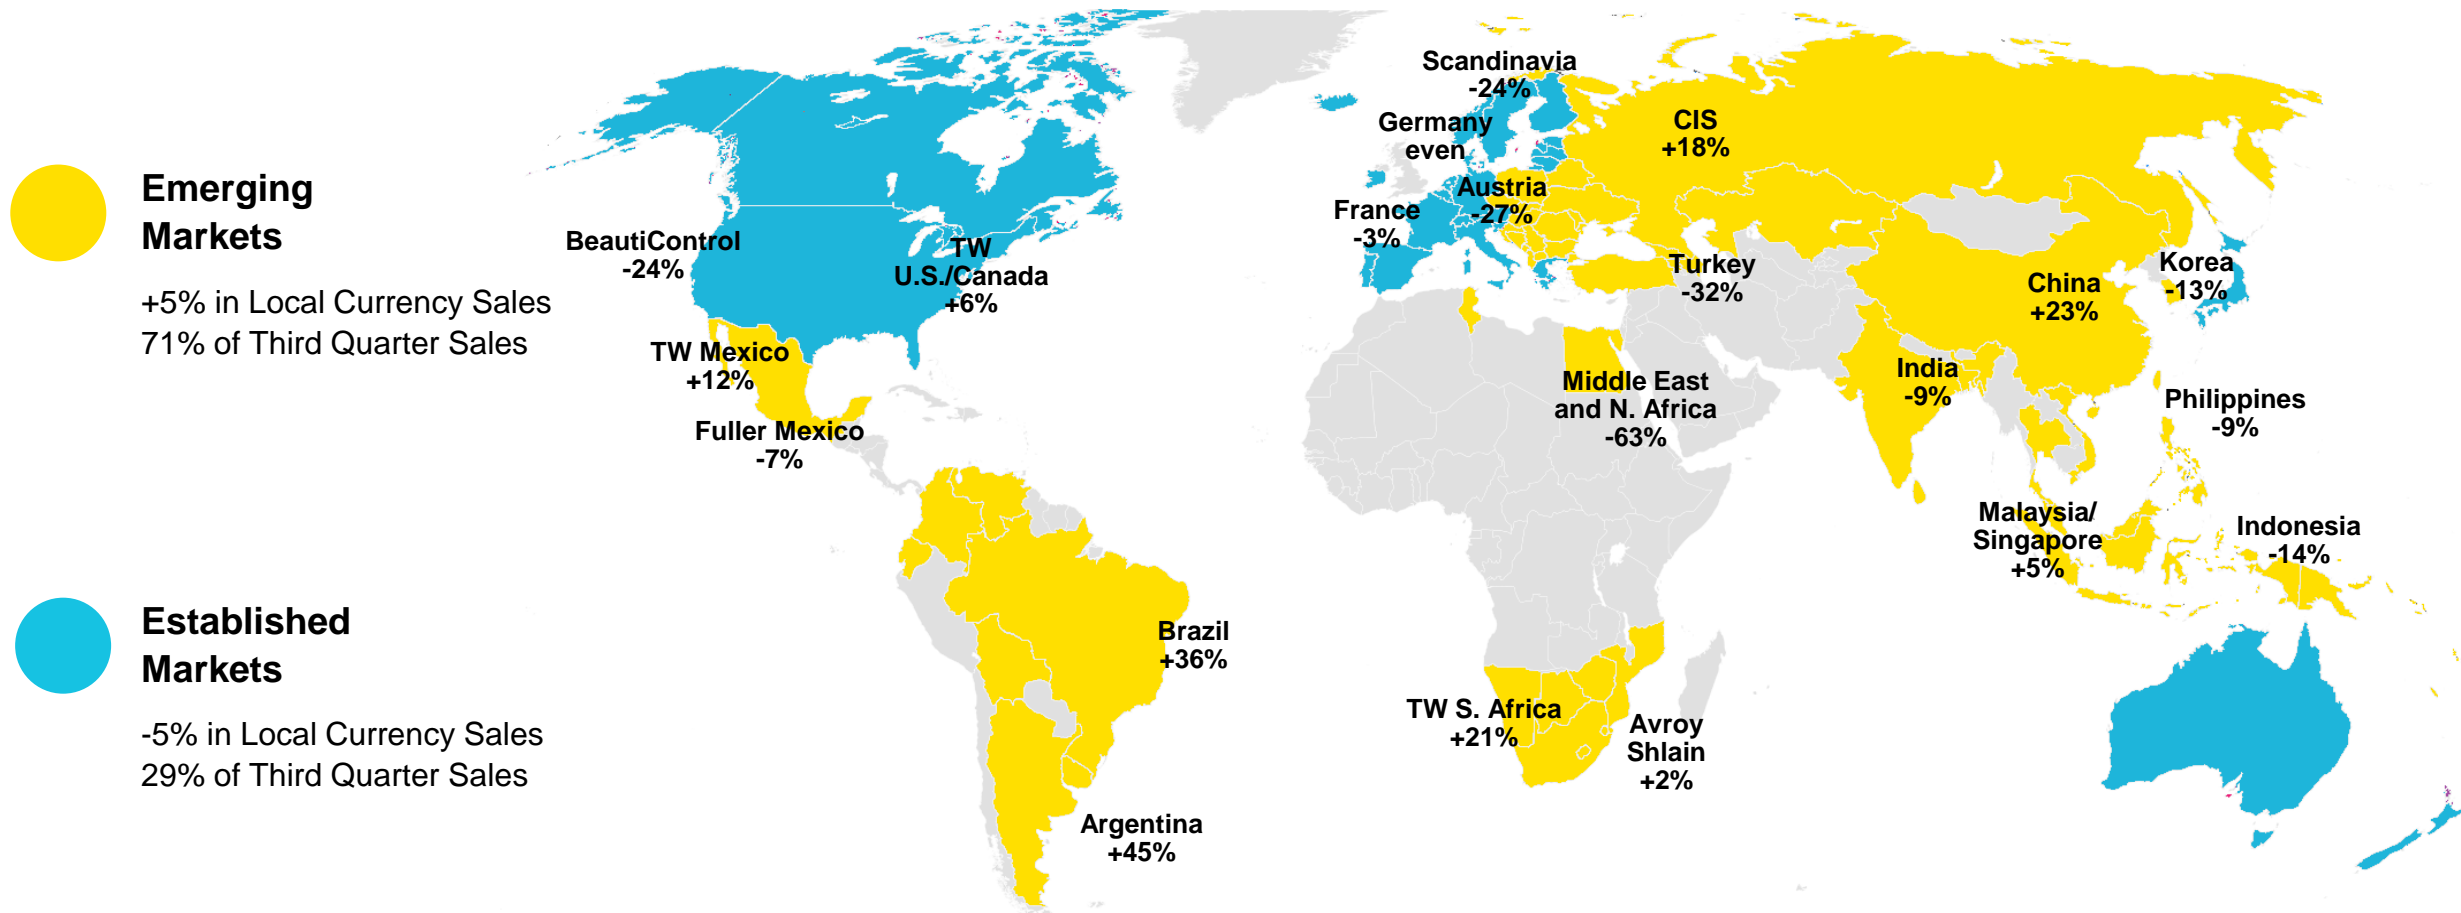 Emerging
Markets
+5% in Local Currency Sales
71% of Third Quarter Sales
Established
Markets
-5% in Local Currency Sales
29% of Third Quarter Sales
BeautiControl
-24%
TW
U.S./Canada
+6%
TW Mexico
+12%
Fuller Mexico
-7%
Brazil
+36%
Argentina
+45%
Scandinavia
-24%
Germany
even
Austria
-27%
France
-3%
CIS
+18%
Turkey
-32%
Middle East
and N. Africa
-63%
TW S. Africa
+21%
Avroy
Shlain
+2%
China
+23%
Korea
-13%
India
-9%
Philippines
-9%
Malaysia/
Singapore
+5%
Indonesia
-14%